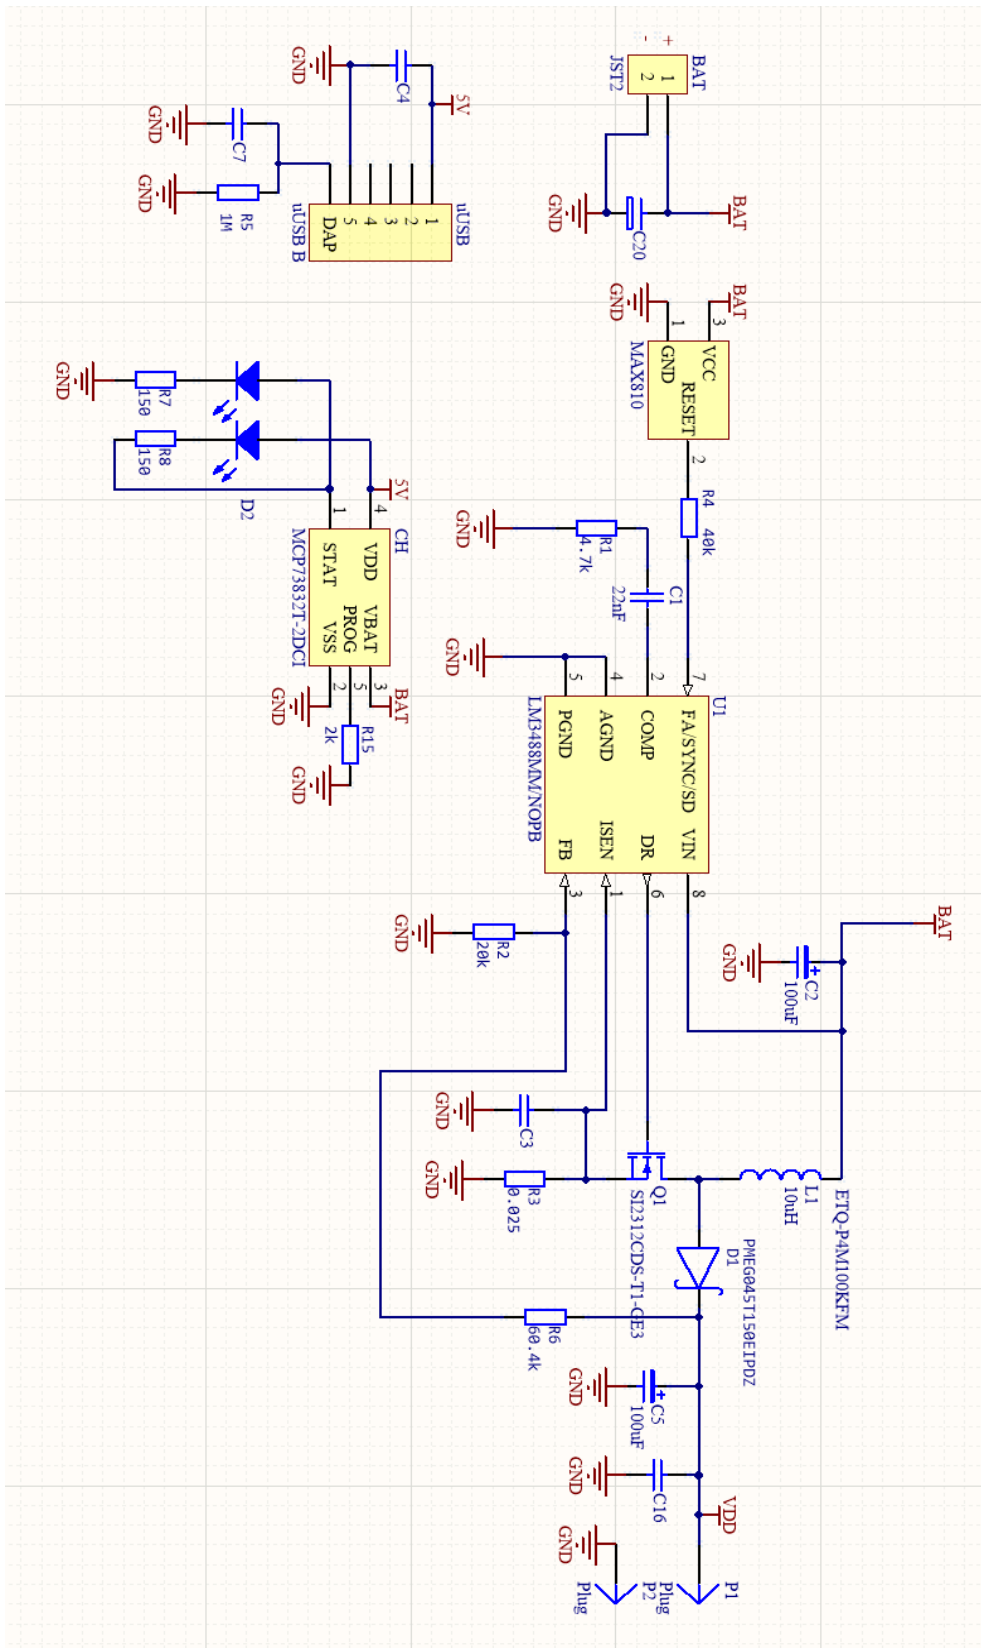 BAT
JST2
1
2
+
-
BAT
C20
GND
5V
C4
GND
C7
GND
R5
1M
GND
uUSB
uUSB B
1
2
3
4
5
DAP
BAT
3
VCC
1
GND
RESET
2
MAX810
GND
R4
40k
R7
150
GND
R8
150
D2
5V
4
1
CH
VDD
STAT
VBAT
PROG
VSS
MCP73832T-2DCI
3
5
2
BAT
GND
R15
2k
GND
R1
4.7k
GND
C1
22nF
GND
7
2
4
5
U1
FA/SYNC/SD
COMP
AGND
PGND
VIN
DR
ISEN
FB
LM3488MM/NOPB
8
6
1
3
BAT
C2
100uF
GND
R2
20k
GND
C3
GND
R3
0.025
GND
Q1
SI2312CDS-T1-GE3
L1
10uH
ETQ-P4M100KFM
D1
PMEG045T150EIPDZ
R6
60.4k
C5
100uF
GND
C16
GND
VDD
P1
Plug
P2
Plug
GND